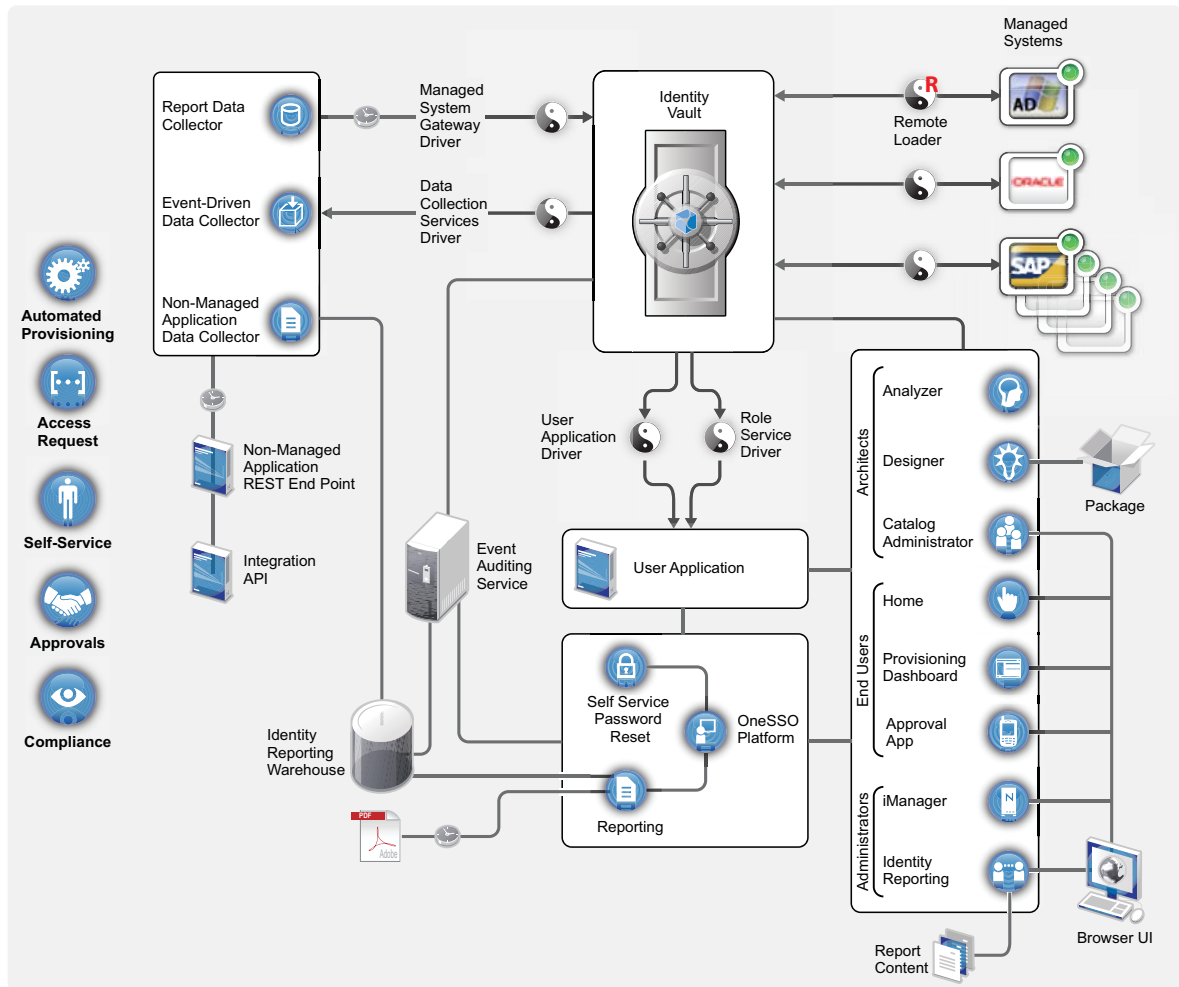 Managed
Systems
Report Data
Collector
Managed
System
Gateway
Driver
Identity
Vault
R
Remote
Loader
AD
Event-Driven
Data Collector
Data
Collection
Services
Driver
ORACLE
SAP
Non-Managed
Application
Data Collector
Automated
Provisioning
Access
Request
Self-Service
Approvals
Compliance
Non-Managed
Application
REST End Point
Integration
API
User
Application
Driver
Role
Service
Driver
Event
Auditing
Service
User Application
Self Service
Password
Reset
OneSSO
Platform
Reporting
Identity
Reporting
Warehouse
PDF
Adobe
Architects
Analyzer
Designer
Catalog
Administrator
Package
End Users
Home
Provisioning
Dashboard
Approval
App
Administrators
iManager
N
Identity
Reporting
Browser UI
Report
Content